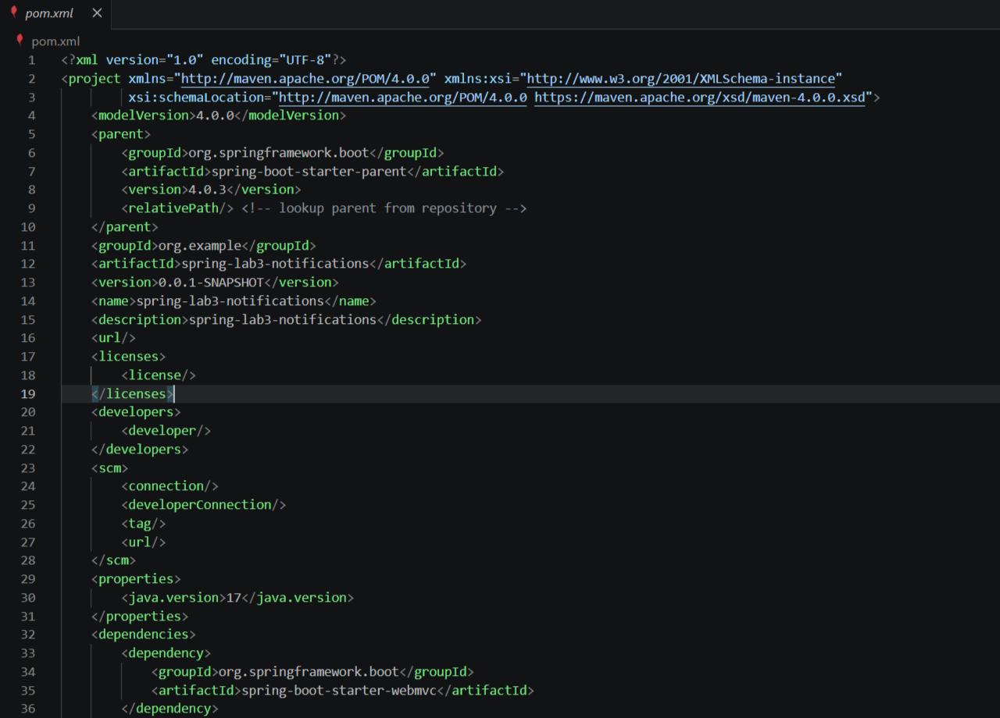 pom.xml
pom.xml
1 <?xml version="1.0" encoding="UTF-8"?>
2 <project xmlns="http://maven.apache.org/POM/4.0.0" xmlns:xsi="http://www.w3.org/2001/XMLSchema-instance"
3 xsi:schemaLocation="http://maven.apache.org/POM/4.0.0 https://maven.apache.org/xsd/maven-4.0.0.xsd">
4 <modelVersion>4.0.0</modelVersion>
5 <parent>
6 <groupId>org.springframework.boot</groupId>
7 <artifactId>spring-boot-starter-parent</artifactId>
8 <version>4.0.3</version>
9 <relativePath/> <!-- lookup parent from repository -->
10 </parent>
11 <groupId>org.example</groupId>
12 <artifactId>spring-lab3-notifications</artifactId>
13 <version>0.0.1-SNAPSHOT</version>
14 <name>spring-lab3-notifications</name>
15 <description>spring-lab3-notifications</description>
16 <url/>
17 <licenses>
18 <license/>
19 </licenses>
20 <developers>
21 <developer/>
22 </developers>
23 <scm>
24 <connection/>
25 <developerConnection/>
26 <tag/>
27 <url/>
28 </scm>
29 <properties>
30 <java.version>17</java.version>
31 </properties>
32 <dependencies>
33 <dependency>
34 <groupId>org.springframework.boot</groupId>
35 <artifactId>spring-boot-starter-webmvc</artifactId>
36 </dependency>